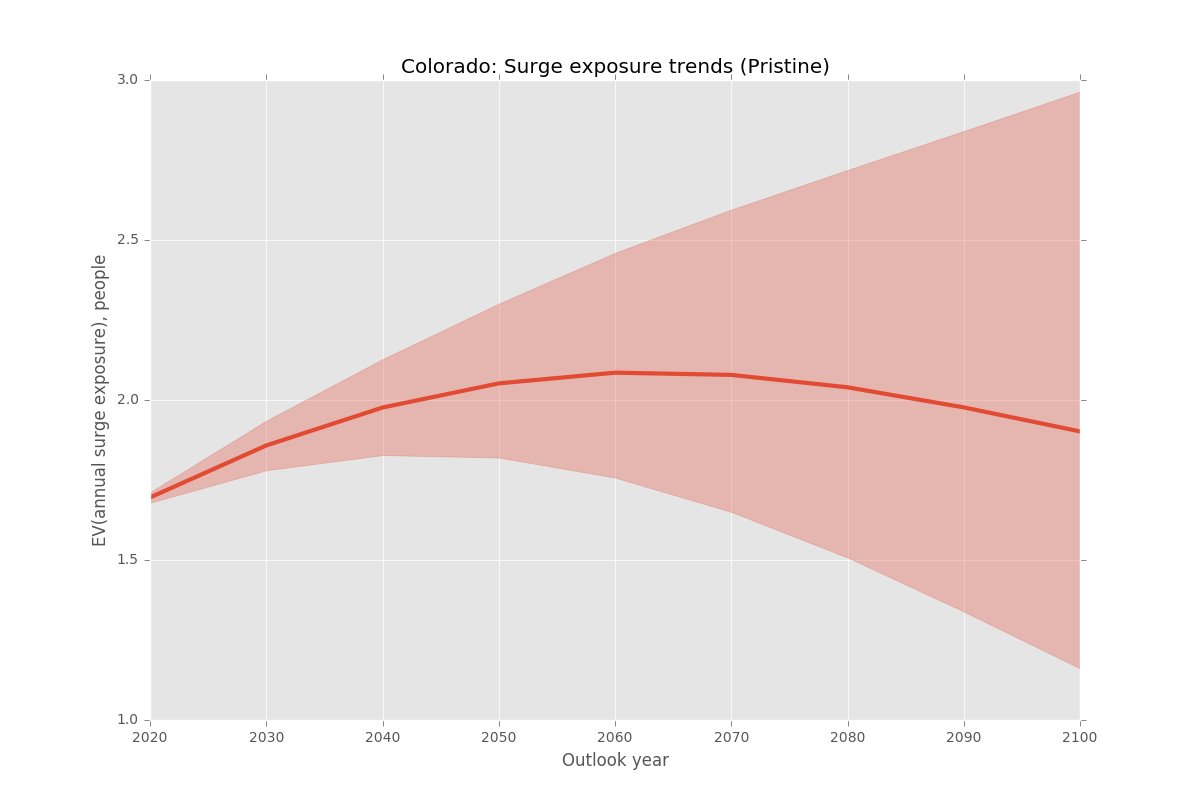 Colorado: Surge exposure trends (Pristine)
3.0
2.5
2.0
1.5
1.0
EV(annual surge exposure), people
2020 2030 2040 2050 2060 2070 2080 2090 2100
Outlook year